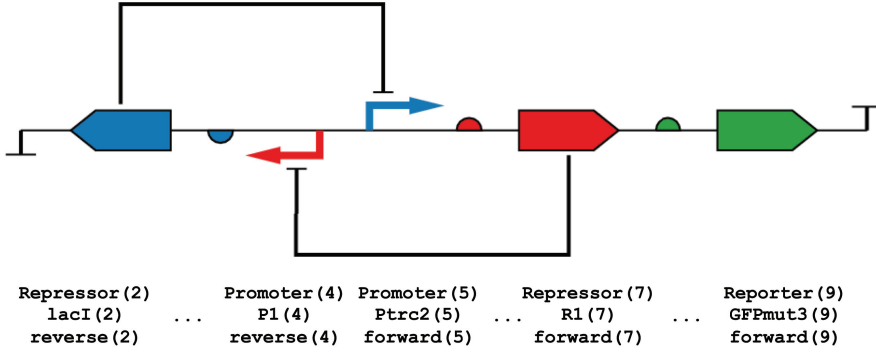 Repressor(2) Promoter(4) Promoter(5) Repressor(7) Reporter(9)
lacI(2) ... P1(4) Ptrc2(5) ... R1(7) ... GFPmut3(9)
reverse(2) reverse(4) forward(5) forward(7) forward(9)